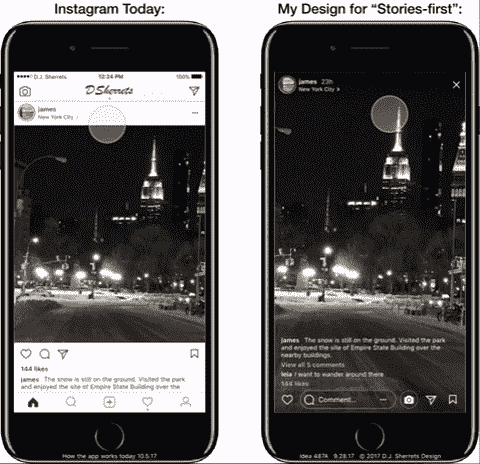 Instagram Today:
My Design for “Stories-first”:
D.J. Sherrets
12:34 PM
100%
DSherrets
james
New York City >
144 likes
james The snow is still on the ground. Visited the park
and enjoyed the site of Empire State Building over the
How the app works today 10.5.17
james 23h
New York City >
james The snow is still on the ground. Visited the park
and enjoyed the site of Empire State Building over the
nearby buildings.
View all 5 comments
leia I want to wander around there
144 likes
Comment...
Idea 487A 9.28.17 © 2017 D.J. Sherrets Design